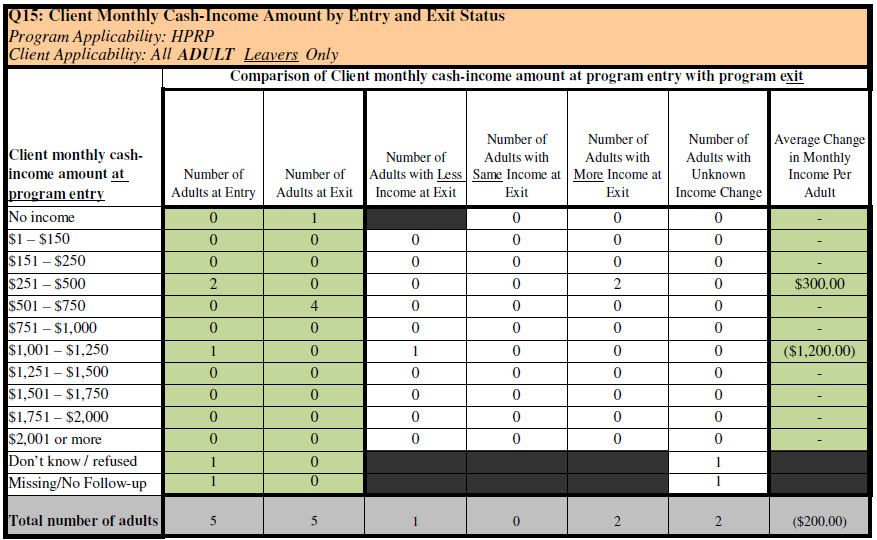 Q15: Client Monthly Cash-Income Amount by Entry and Exit Status
Program Applicability: HPRP
Client Applicability: All ADULT Leavers Only
Comparison of Client monthly cash-income amount at program entry with program exit
Client monthly cash-income amount at program entry | Number of Adults at Entry | Number of Adults at Exit | Number of Adults with Less Income at Exit | Number of Adults with Same Income at Exit | Number of Adults with More Income at Exit | Number of Adults with Unknown Income Change | Average Change in Monthly Income Per Adult
No income 0 1 0 0 0 -
$1 – $150 0 0 0 0 0 0 -
$151 – $250 0 0 0 0 0 0 -
$251 – $500 2 0 0 0 2 0 $300.00
$501 – $750 0 4 0 0 0 0 -
$751 – $1,000 0 0 0 0 0 0 -
$1,001 – $1,250 1 0 1 0 0 0 ($1,200.00)
$1,251 – $1,500 0 0 0 0 0 0 -
$1,501 – $1,750 0 0 0 0 0 0 -
$1,751 – $2,000 0 0 0 0 0 0 -
$2,001 or more 0 0 0 0 0 0 -
Don't know / refused 1 0 1
Missing/No Follow-up 1 0 1
Total number of adults 5 5 1 0 2 2 ($200.00)